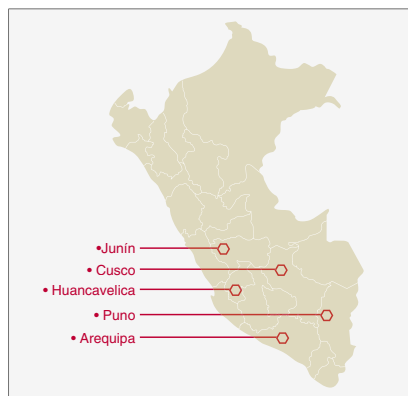 •Junín
• Cusco
• Huancavelica
• Puno
• Arequipa